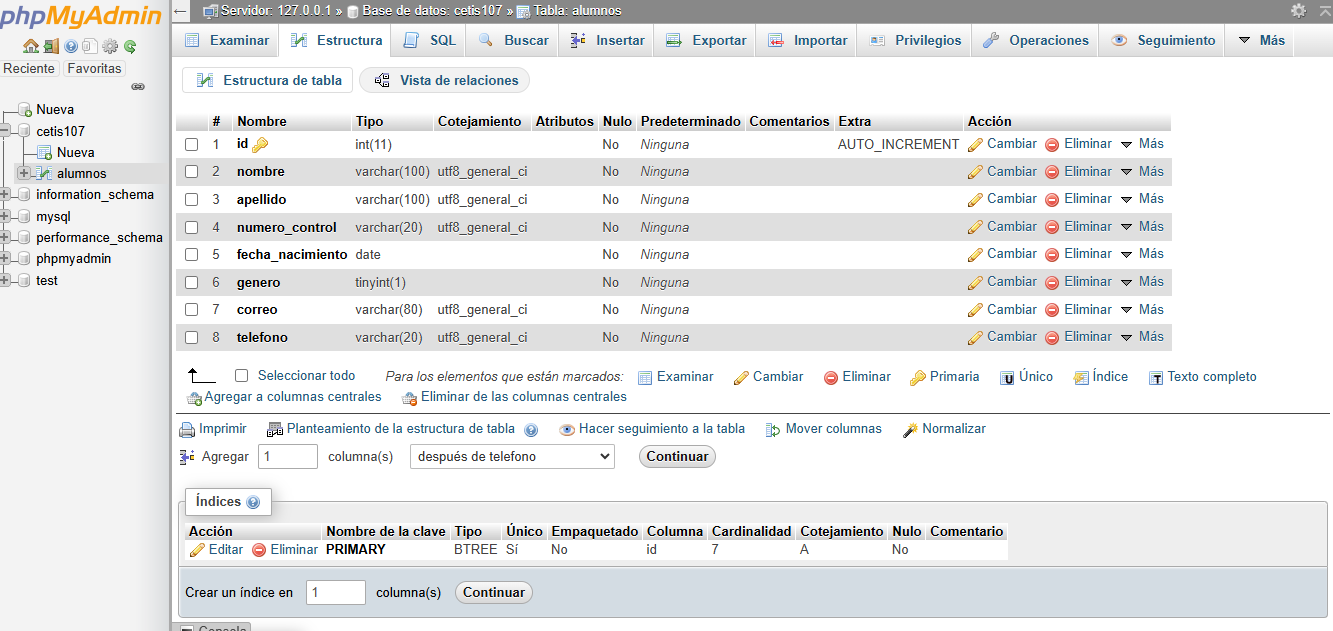 phpMyAdmin
Servidor: 127.0.0.1 » Base de datos: cetis107 » Tabla: alumnos
Examinar Estructura SQL Buscar Insertar Exportar Importar Privilegios Operaciones Seguimiento Más
Reciente Favoritas
Nueva
cetis107
Nueva
alumnos
information_schema
mysql
performance_schema
phpmyadmin
test
Estructura de tabla Vista de relaciones
# Nombre Tipo Cotejamiento Atributos Nulo Predeterminado Comentarios Extra Acción
1 id int(11) No Ninguna AUTO_INCREMENT Cambiar Eliminar Más
2 nombre varchar(100) utf8_general_ci No Ninguna Cambiar Eliminar Más
3 apellido varchar(100) utf8_general_ci No Ninguna Cambiar Eliminar Más
4 numero_control varchar(20) utf8_general_ci No Ninguna Cambiar Eliminar Más
5 fecha_nacimiento date No Ninguna Cambiar Eliminar Más
6 genero tinyint(1) No Ninguna Cambiar Eliminar Más
7 correo varchar(80) utf8_general_ci No Ninguna Cambiar Eliminar Más
8 telefono varchar(20) utf8_general_ci No Ninguna Cambiar Eliminar Más
Seleccionar todo Para los elementos que están marcados: Examinar Cambiar Eliminar Primaria Único Índice Texto completo
Agregar a columnas centrales Eliminar de las columnas centrales
Imprimir Planteamiento de la estructura de tabla Hacer seguimiento a la tabla Mover columnas Normalizar
Agregar 1 columna(s) después de telefono Continuar
Índices
Acción Nombre de la clave Tipo Único Empaquetado Columna Cardinalidad Cotejamiento Nulo Comentario
Editar Eliminar PRIMARY BTREE Sí No id 7 A No
Crear un índice en 1 columna(s) Continuar
Consola